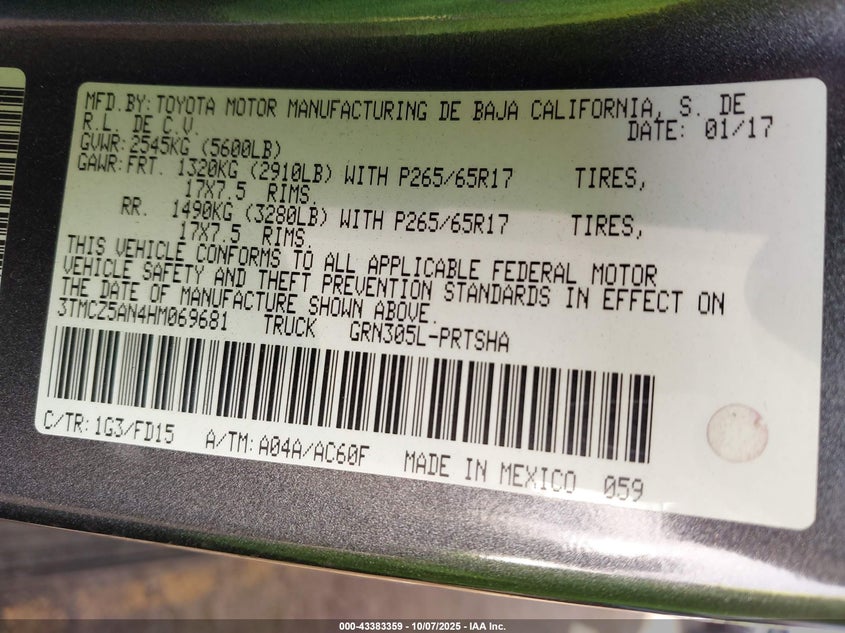 MFD.BY: TOYOTA MOTOR MANUFACTURING DE BAJA CALIFORNIA, S. DE
R.L. DE C.V. DATE: 01/17
GVWR: 2545KG (5600LB)
GAWR: FRT. 1320KG (2910LB) WITH P265/65R17 TIRES,
17X7.5 RIMS.
RR. 1490KG (3280LB) WITH P265/65R17 TIRES,
17X7.5 RIMS.
THIS VEHICLE CONFORMS TO ALL APPLICABLE FEDERAL MOTOR
VEHICLE SAFETY AND THEFT PREVENTION STANDARDS IN EFFECT ON
THE DATE OF MANUFACTURE SHOWN ABOVE.
3TMCZ5AN4HM069681 TRUCK GRN305L-PRTSHA
C/TR: 1G3/FD15 A/TM: A04A/AC60F MADE IN MEXICO 059
000-43383359 - 10/07/2025 - IAA Inc.